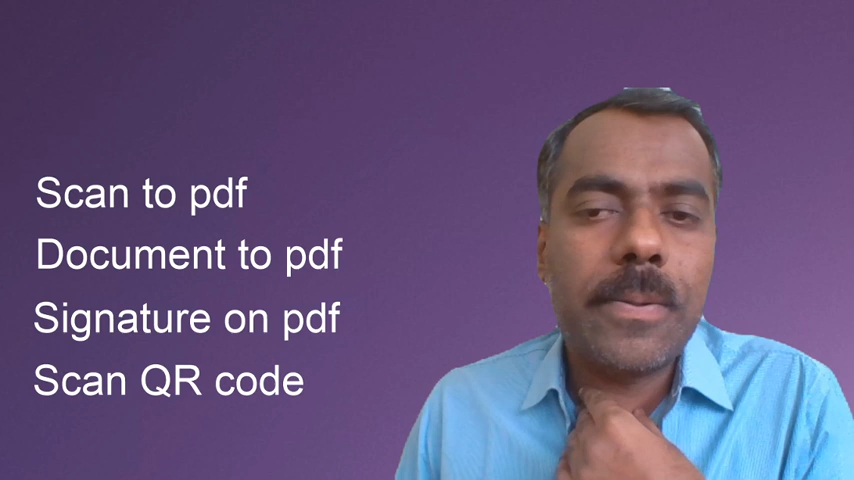 Scan to pdf
Document to pdf
Signature on pdf
Scan QR code